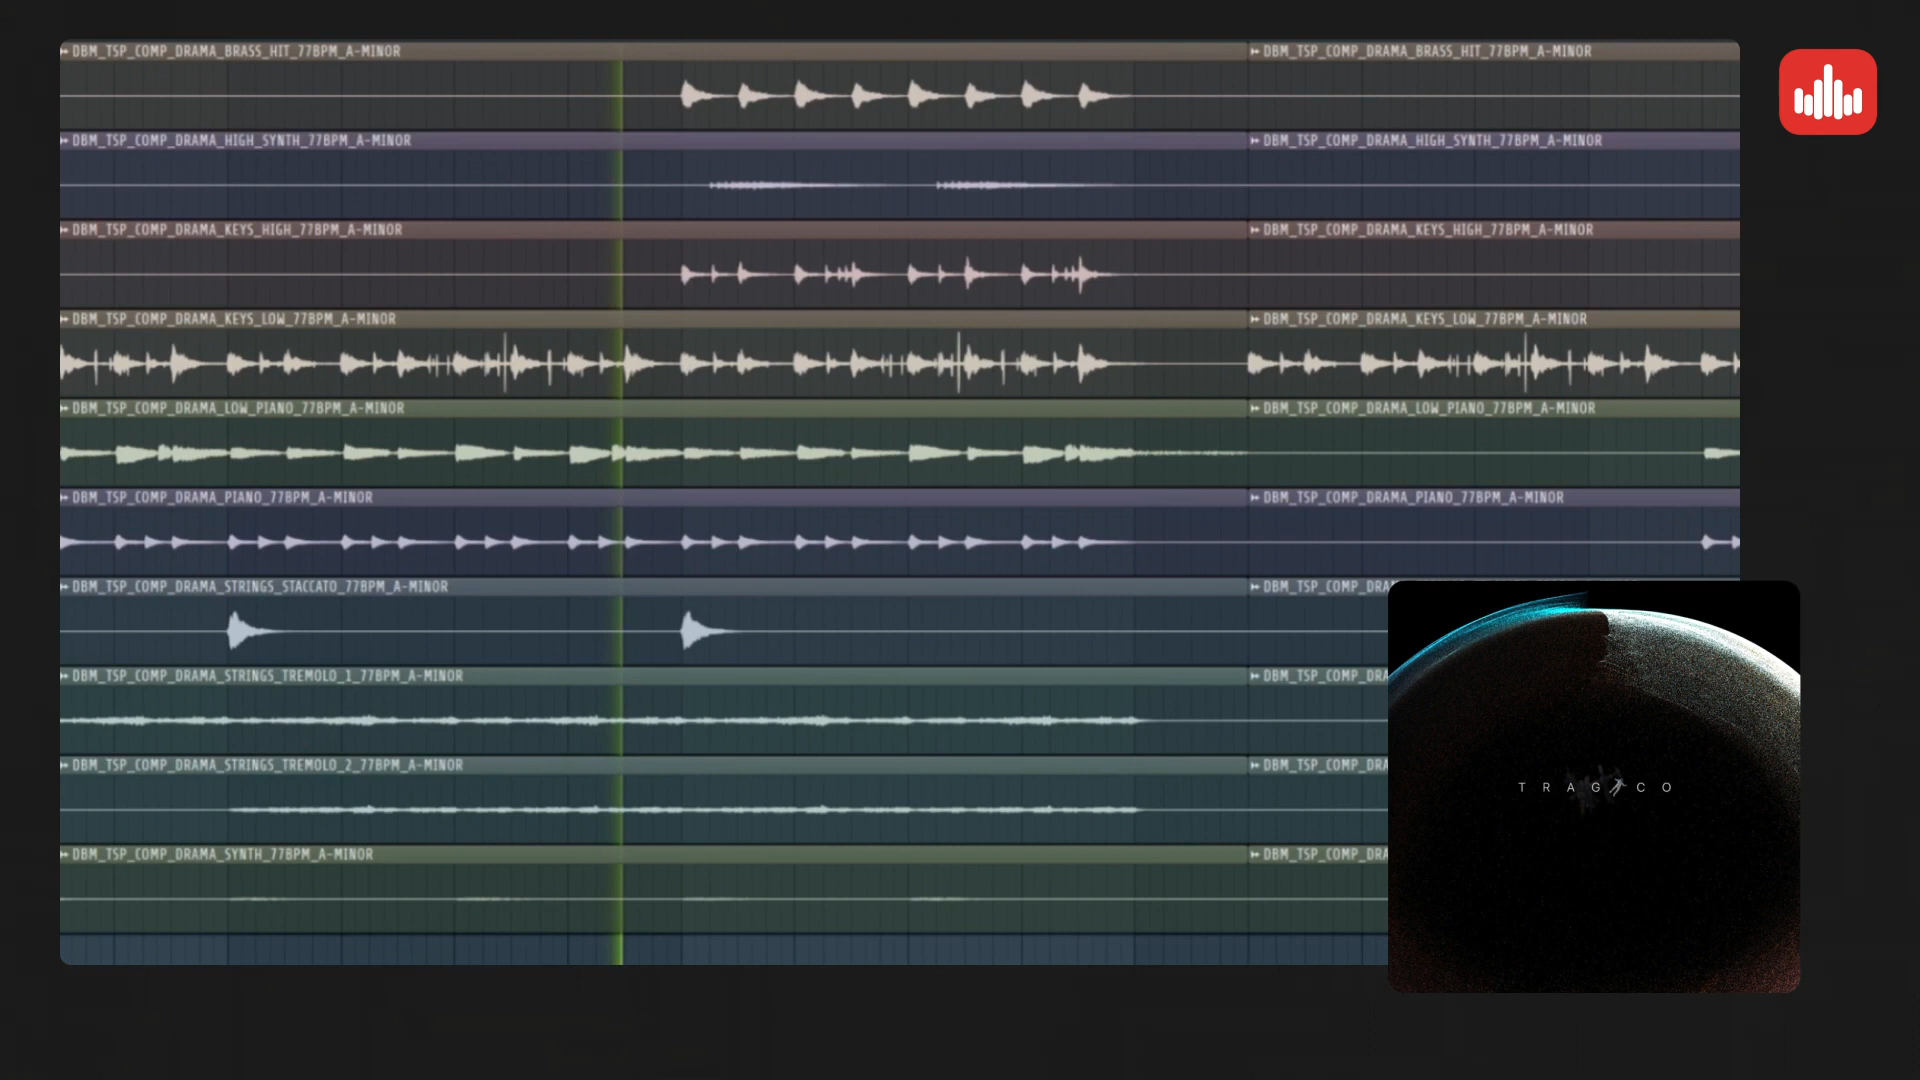 DBM_TSP_COMP_DRAMA_BRASS_HIT_77BPM_A-MINOR DBM_TSP_COMP_DRAMA_BRASS_HIT_77BPM_A-MINOR
DBM_TSP_COMP_DRAMA_HIGH_SYNTH_77BPM_A-MINOR DBM_TSP_COMP_DRAMA_HIGH_SYNTH_77BPM_A-MINOR
DBM_TSP_COMP_DRAMA_KEYS_HIGH_77BPM_A-MINOR DBM_TSP_COMP_DRAMA_KEYS_HIGH_77BPM_A-MINOR
DBM_TSP_COMP_DRAMA_KEYS_LOW_77BPM_A-MINOR DBM_TSP_COMP_DRAMA_KEYS_LOW_77BPM_A-MINOR
DBM_TSP_COMP_DRAMA_LOW_PIANO_77BPM_A-MINOR DBM_TSP_COMP_DRAMA_LOW_PIANO_77BPM_A-MINOR
DBM_TSP_COMP_DRAMA_PIANO_77BPM_A-MINOR DBM_TSP_COMP_DRAMA_PIANO_77BPM_A-MINOR
DBM_TSP_COMP_DRAMA_STRINGS_STACCATO_77BPM_A-MINOR DBM_TSP_COMP_DRA
DBM_TSP_COMP_DRAMA_STRINGS_TREMOLO_1_77BPM_A-MINOR DBM_TSP_COMP_DRA
DBM_TSP_COMP_DRAMA_STRINGS_TREMOLO_2_77BPM_A-MINOR DBM_TSP_COMP_DRA
DBM_TSP_COMP_DRAMA_SYNTH_77BPM_A-MINOR DBM_TSP_COMP_DRA
TRAGICO